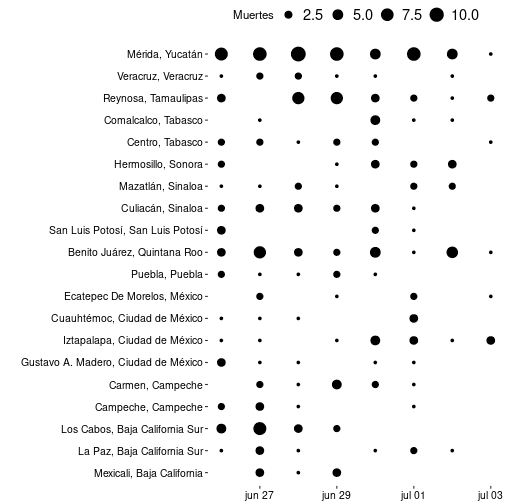 Muertes 2.5 5.0 7.5 10.0
Mérida, Yucatán
Veracruz, Veracruz
Reynosa, Tamaulipas
Comalcalco, Tabasco
Centro, Tabasco
Hermosillo, Sonora
Mazatlán, Sinaloa
Culiacán, Sinaloa
San Luis Potosí, San Luis Potosí
Benito Juárez, Quintana Roo
Puebla, Puebla
Ecatepec De Morelos, México
Cuauhtémoc, Ciudad de México
Iztapalapa, Ciudad de México
Gustavo A. Madero, Ciudad de México
Carmen, Campeche
Campeche, Campeche
Los Cabos, Baja California Sur
La Paz, Baja California Sur
Mexicali, Baja California
jun 27 jun 29 jul 01 jul 03